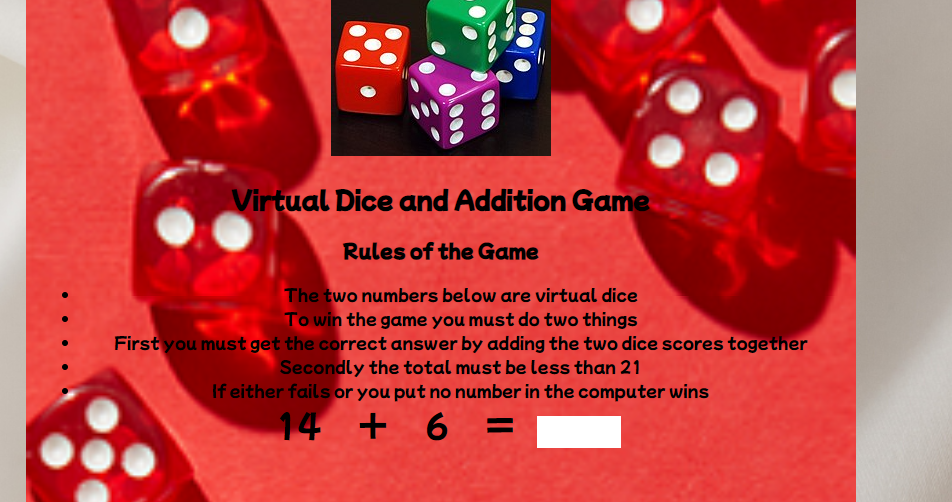 Virtual Dice and Addition Game
Rules of the Game
The two numbers below are virtual dice
To win the game you must do two things
First you must get the correct answer by adding the two dice scores together
Secondly the total must be less than 21
If either fails or you put no number in the computer wins
14 + 6 =